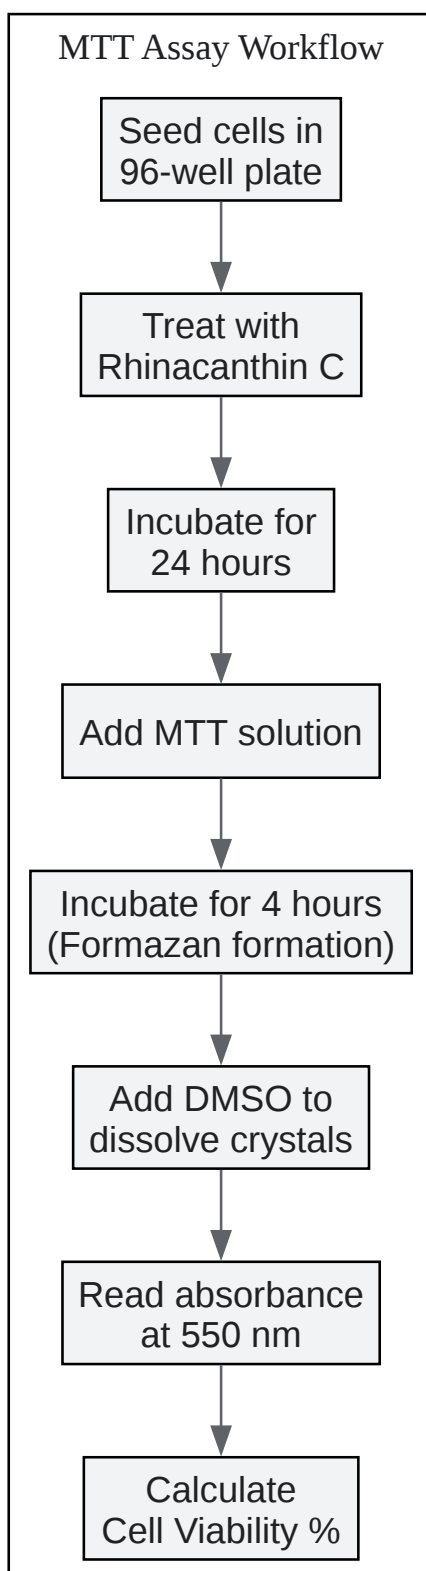 MTT Assay Workflow
Seed cells in
96-well plate
Treat with
Rhinacanthin C
Incubate for
24 hours
Add MTT solution
Incubate for 4 hours
(Formazan formation)
Add DMSO to
dissolve crystals
Read absorbance
at 550 nm
Calculate
Cell Viability %